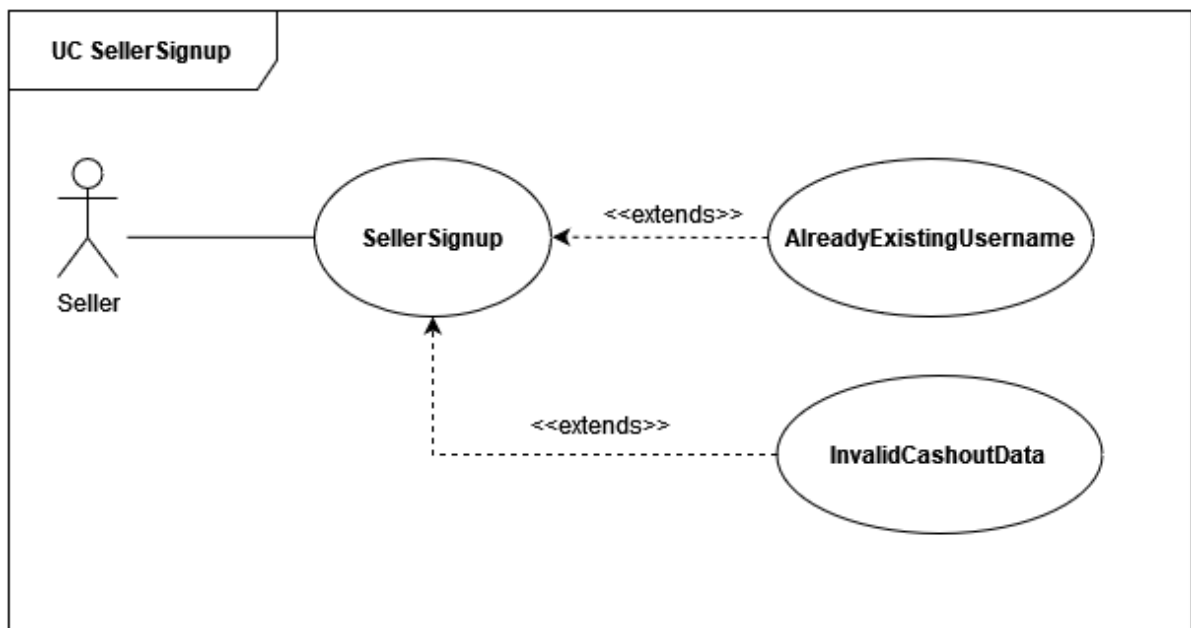 UC SellerSignup
<<extends>>
SellerSignup
AlreadyExistingUsername
Seller
<<extends>>
InvalidCashoutData